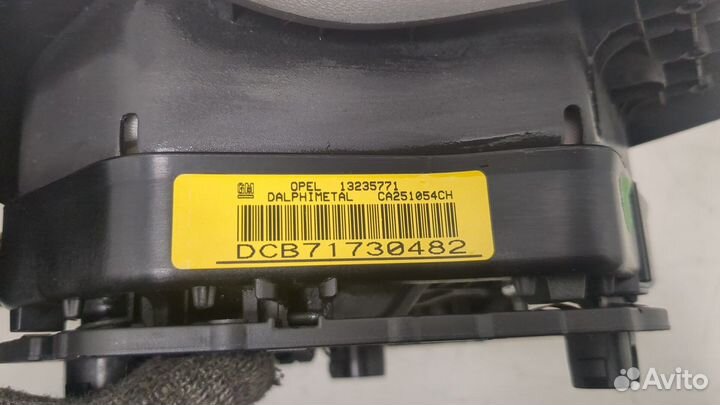 GM OPEL 13235771
DALPHIMETAL CA251054CH
DCB71730482
Avito